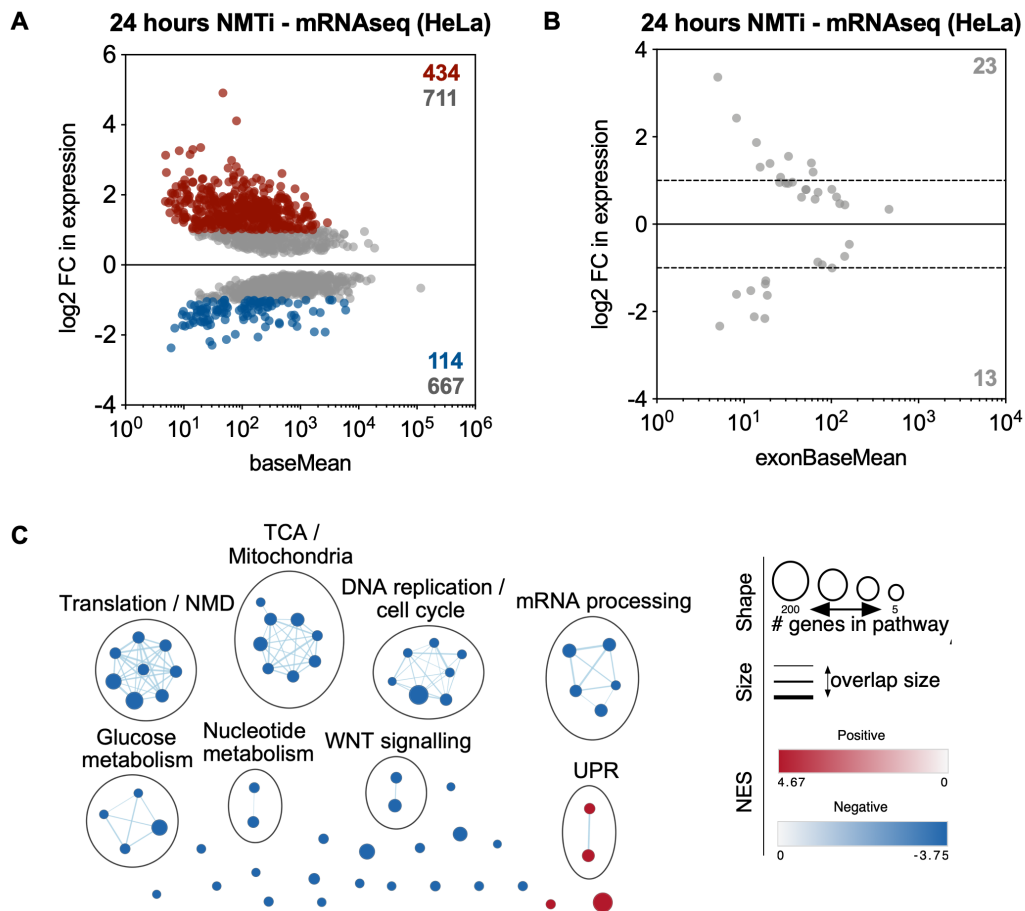 A
24 hours NMTi - mRNAseq (HeLa)
log2 FC in expression
6
4
2
0
-2
-4
434
711
114
667
10^0 10^1 10^2 10^3 10^4 10^5 10^6
baseMean
B
24 hours NMTi - mRNAseq (HeLa)
log2 FC in expression
4
2
0
-2
-4
23
13
10^0 10^1 10^2 10^3 10^4
exonBaseMean
C
TCA /
Mitochondria
Translation / NMD
DNA replication /
cell cycle
mRNA processing
Glucose
metabolism
Nucleotide
metabolism
WNT signalling
UPR
Shape
200 5
# genes in pathway
Size
overlap size
NES
Positive
4.67 0
Negative
0 -3.75